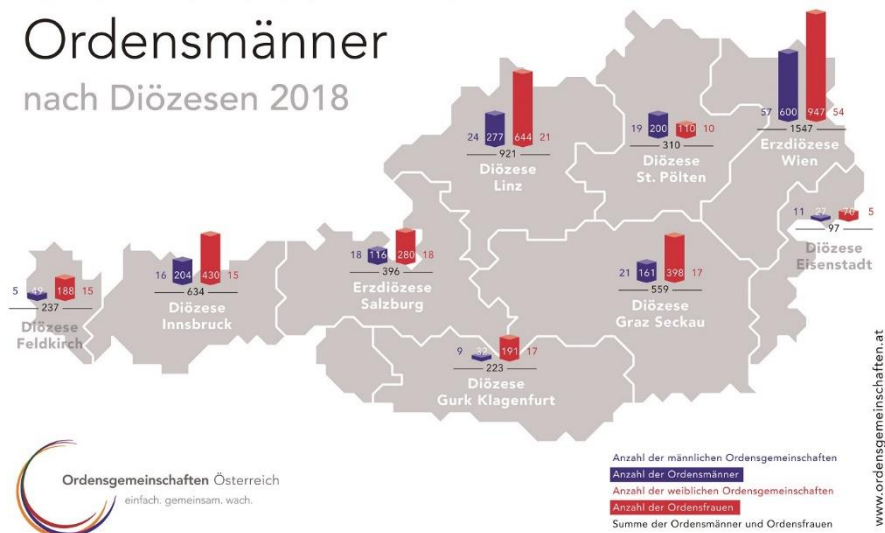 Ordensmänner
nach Diözesen 2018
57 600 947 54
1547
Erzdiözese
Wien
24 277 644 21
921
Diözese
Linz
19 200 110 10
310
Diözese
St. Pölten
11 27 70 5
97
Diözese
Eisenstadt
18 116 280 18
396
Erzdiözese
Salzburg
16 204 430 15
634
Diözese
Innsbruck
21 161 398 17
559
Diözese
Graz Seckau
5 49 188 15
237
Diözese
Feldkirch
9 32 191 17
223
Diözese
Gurk Klagenfurt
Ordensgemeinschaften Österreich
einfach. gemeinsam. wach.
Anzahl der männlichen Ordensgemeinschaften
Anzahl der Ordensmänner
Anzahl der weiblichen Ordensgemeinschaften
Anzahl der Ordensfrauen
Summe der Ordensmänner und Ordensfrauen
www.ordensgemeinschaften.at